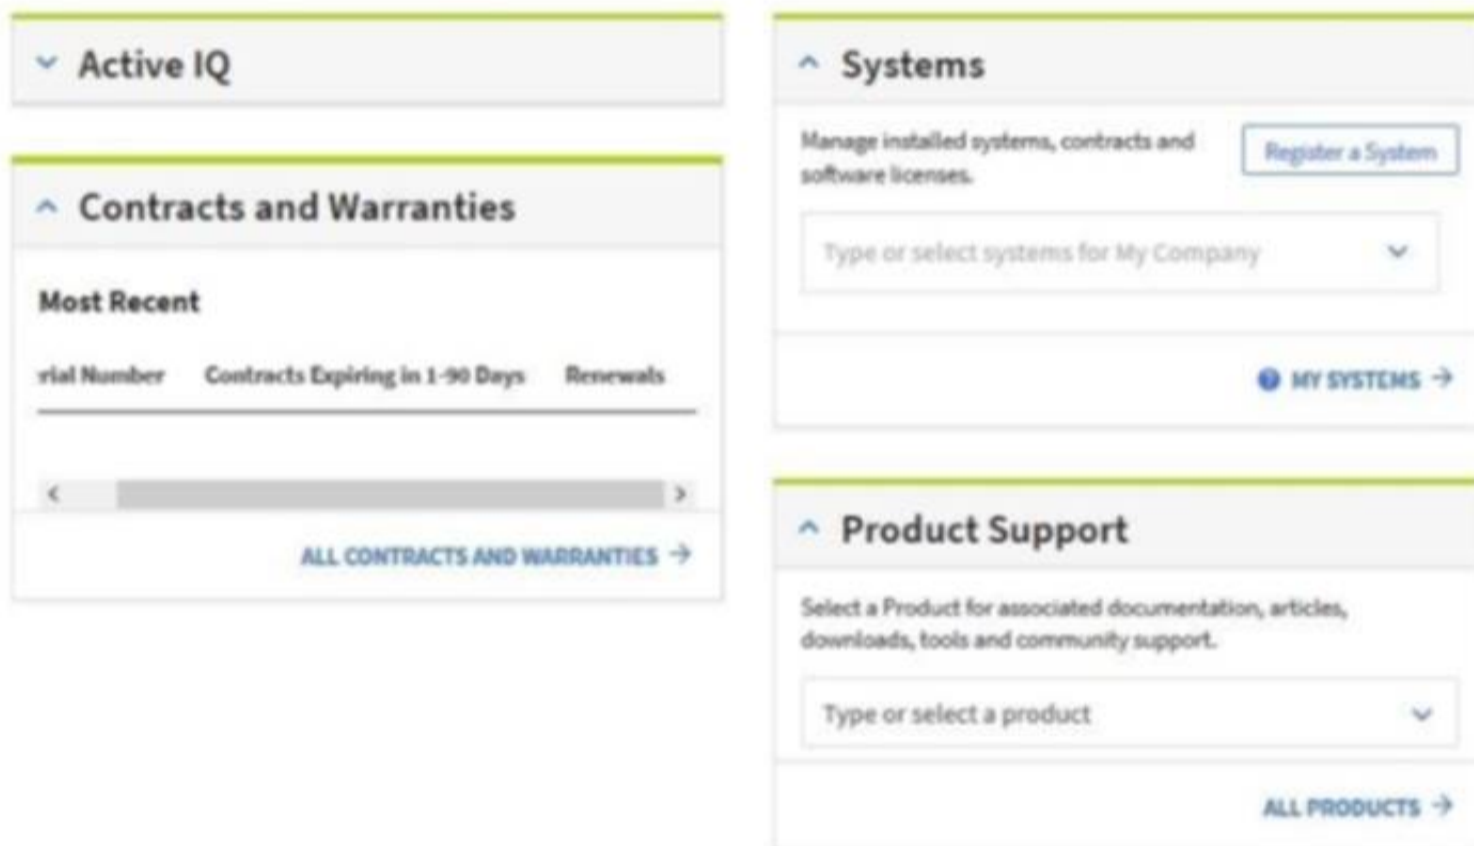 Active IQ
Contracts and Warranties
Most Recent
rial Number Contracts Expiring in 1-90 Days Renewals
ALL CONTRACTS AND WARRANTIES
Systems
Manage installed systems, contracts and
software licenses.
Register a System
Type or select systems for My Company
? MY SYSTEMS
Product Support
Select a Product for associated documentation, articles,
downloads, tools and community support.
Type or select a product
ALL PRODUCTS